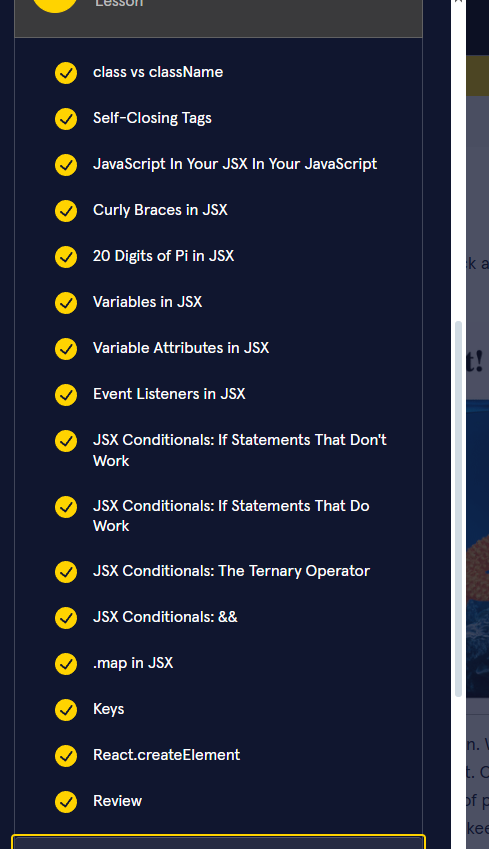 Lesson
class vs className
Self-Closing Tags
JavaScript In Your JSX In Your JavaScript
Curly Braces in JSX
20 Digits of Pi in JSX
Variables in JSX
Variable Attributes in JSX
Event Listeners in JSX
JSX Conditionals: If Statements That Don't
Work
JSX Conditionals: If Statements That Do
Work
JSX Conditionals: The Ternary Operator
JSX Conditionals: &&
.map in JSX
Keys
React.createElement
Review